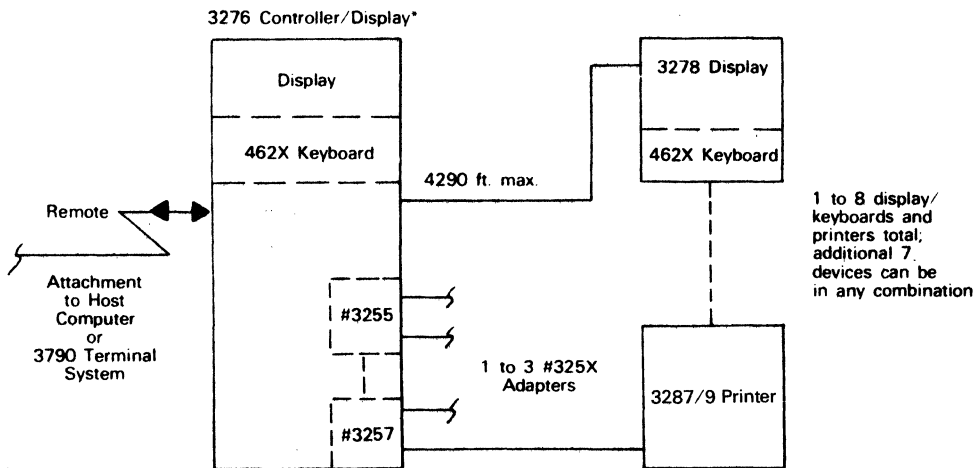 3276 Controller/Display*
Display
462X Keyboard
Remote
Attachment
to Host
Computer
or
3790 Terminal
System
4290 ft. max.
#3255
#3257
1 to 3 #325X
Adapters
3278 Display
462X Keyboard
3287/9 Printer
1 to 8 display/
keyboards and
printers total;
additional 7
devices can be
in any combination